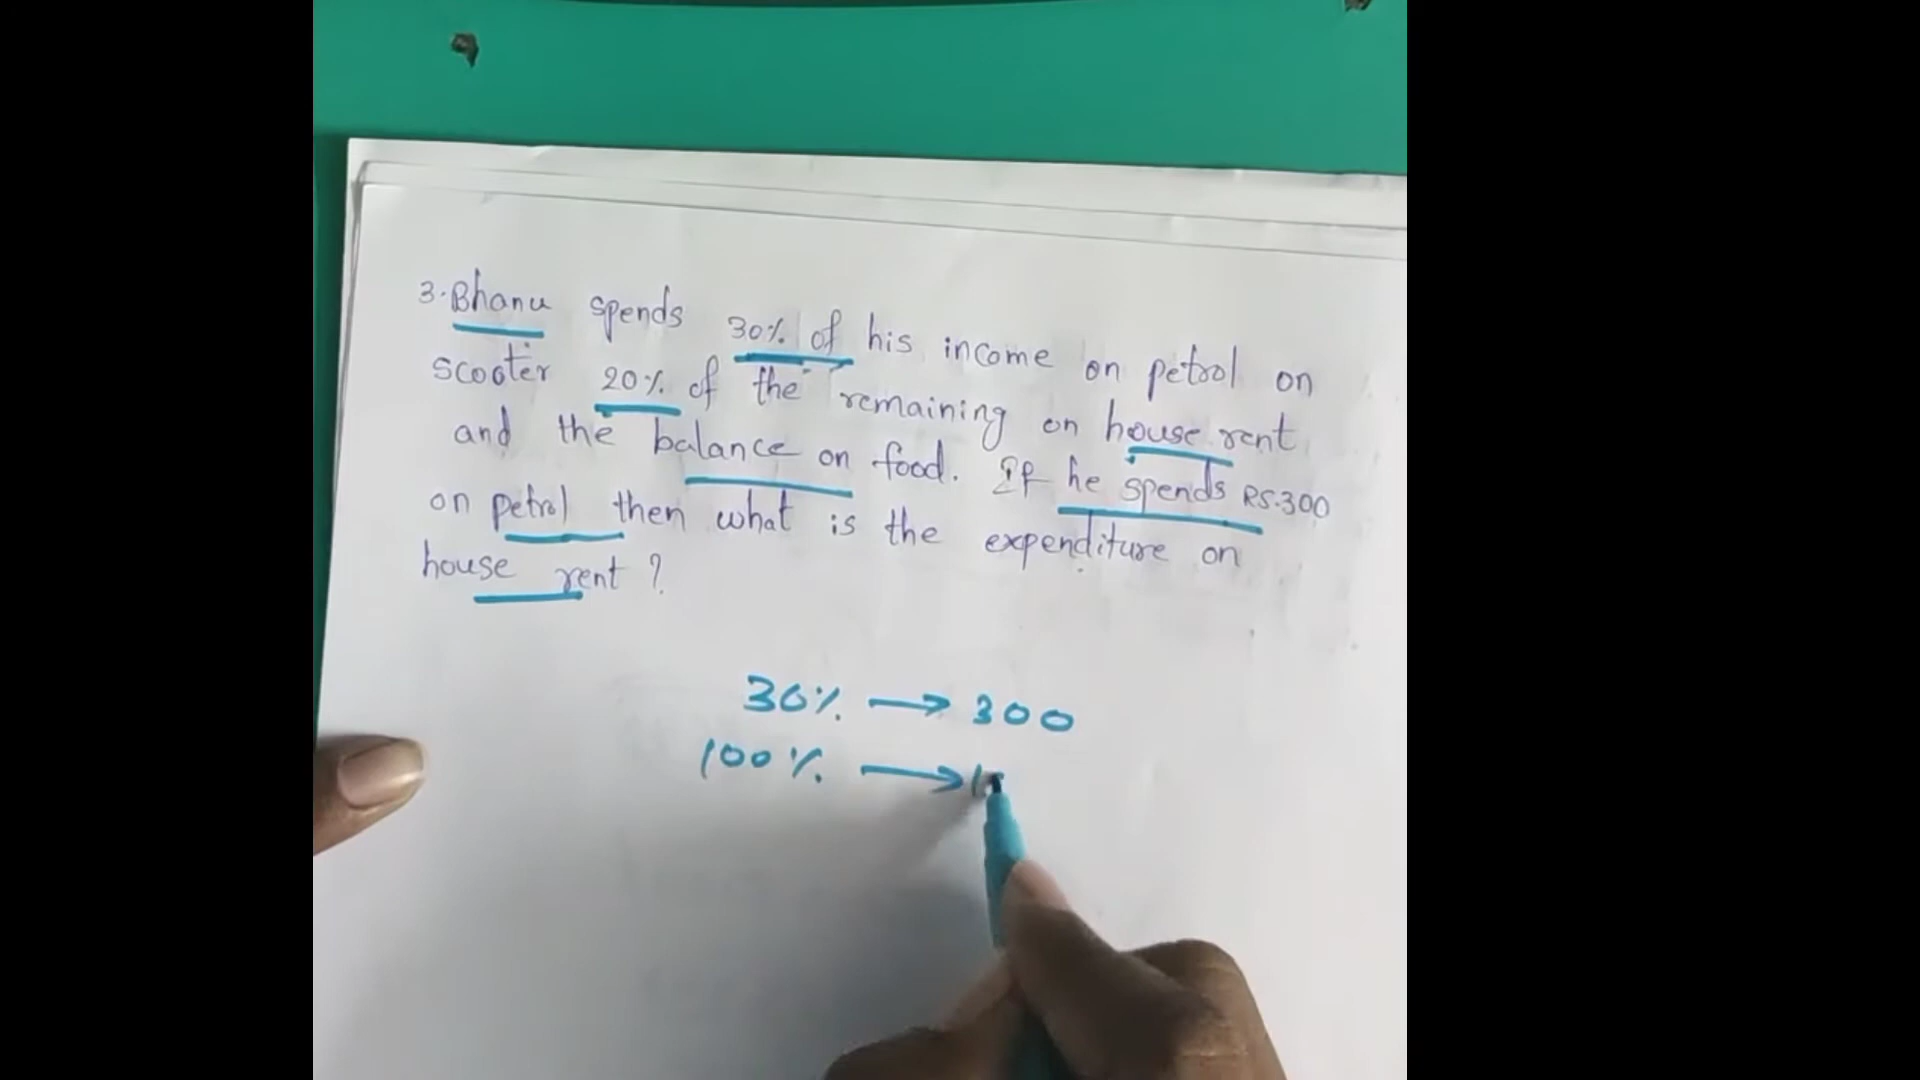 3. Bhanu spends 30% of his income on petrol on
scooter 20% of the remaining on house rent
and the balance on food. If he spends RS.300
on petrol then what is the expenditure on
house rent ?
30% → 300
100% →